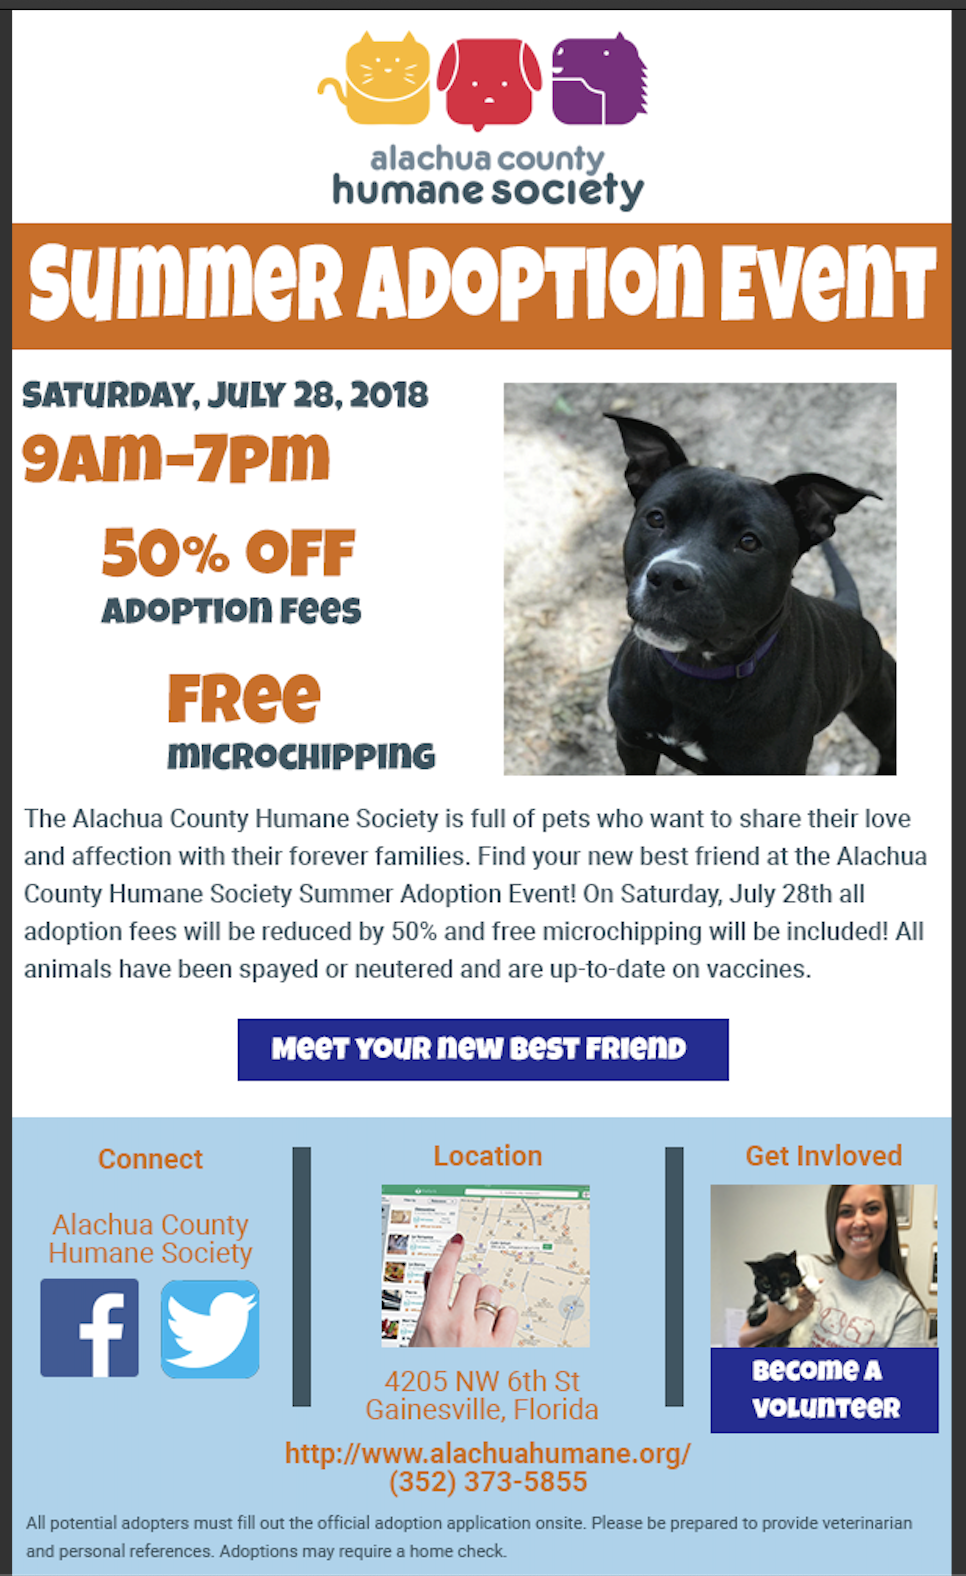 alachua county
humane society
Summer Adoption Event
Saturday, July 28, 2018
9am-7pm
50% OFF
Adoption Fees
Free
Microchipping
The Alachua County Humane Society is full of pets who want to share their love
and affection with their forever families. Find your new best friend at the Alachua
County Humane Society Summer Adoption Event! On Saturday, July 28th all
adoption fees will be reduced by 50% and free microchipping will be included! All
animals have been spayed or neutered and are up-to-date on vaccines.
Meet your new best friend
Connect
Alachua County
Humane Society
Location
4205 NW 6th St
Gainesville, Florida
http://www.alachuahumane.org/
(352) 373-5855
Get Invloved
Become a
Volunteer
All potential adopters must fill out the official adoption application onsite. Please be prepared to provide veterinarian
and personal references. Adoptions may require a home check.